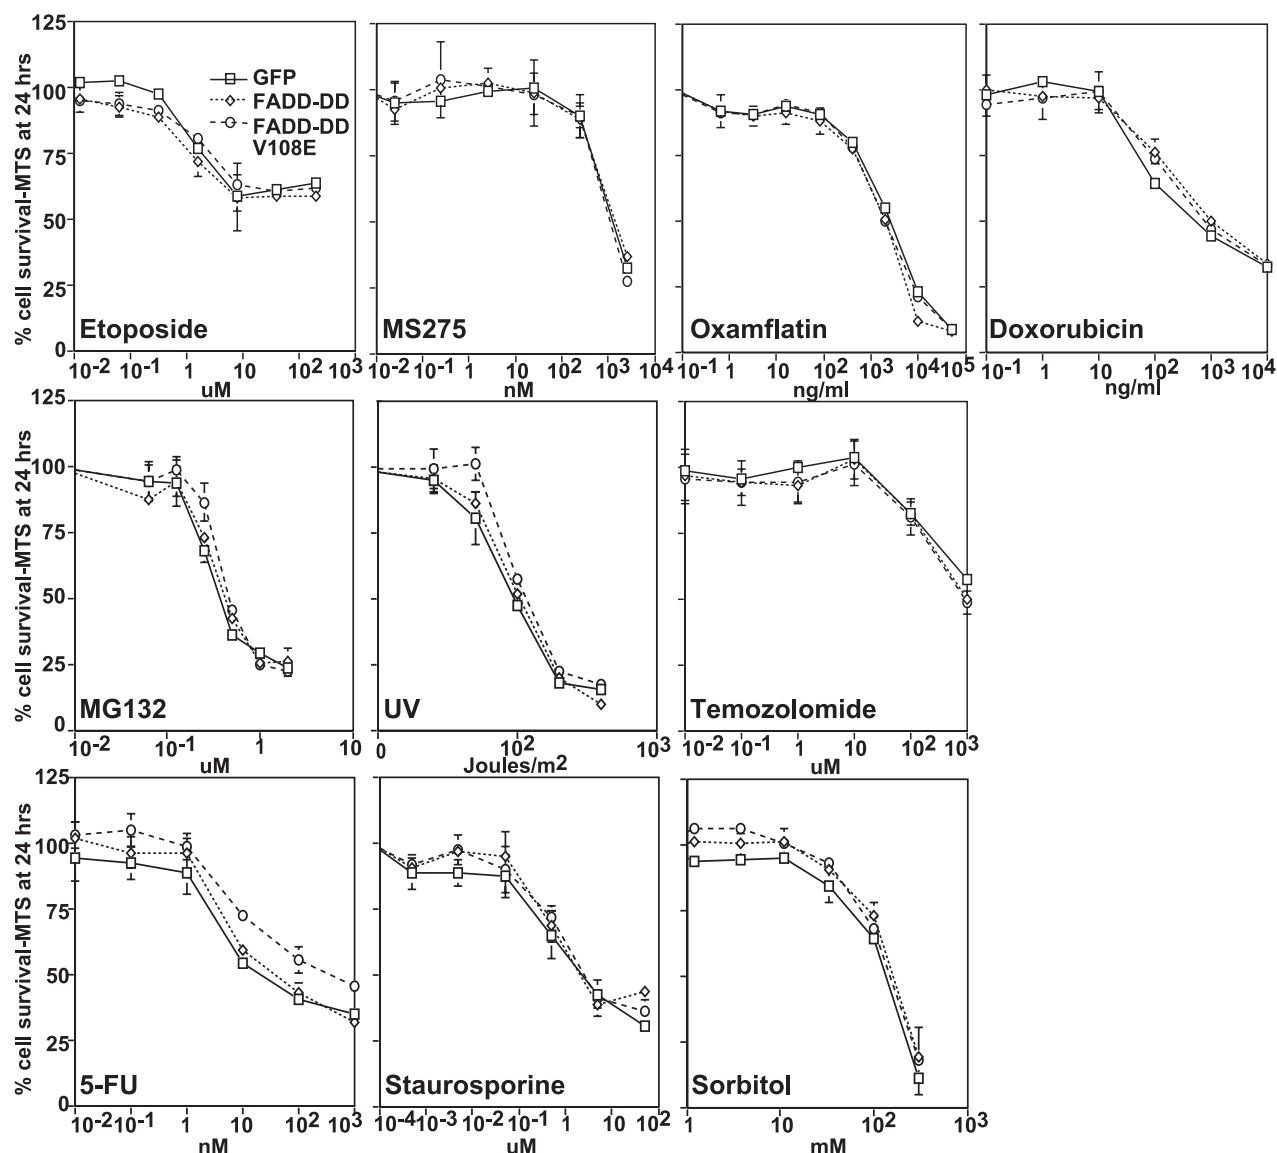 % cell survival-MTS at 24 hrs
125
100
75
50
25
0
GFP
FADD-DD
FADD-DD
V108E
Etoposide
MS275
Oxamflatin
Doxorubicin
10-2 10-1 1 10 102 103
uM
10-2 10-1 1 10 102 103 104
nM
10-1 1 10 102 103 104 105
ng/ml
10-1 1 10 102 103 104
ng/ml
% cell survival-MTS at 24 hrs
125
100
75
50
25
0
MG132
UV
Temozolomide
10-2 10-1 1 10
uM
0 102 103
Joules/m2
10-2 10-1 1 10 102 103
uM
% cell survival-MTS at 24 hrs
125
100
75
50
25
0
5-FU
Staurosporine
Sorbitol
10-2 10-1 1 10 102 103
nM
10-4 10-3 10-2 10-1 1 10 102
uM
1 10 102 103
mM